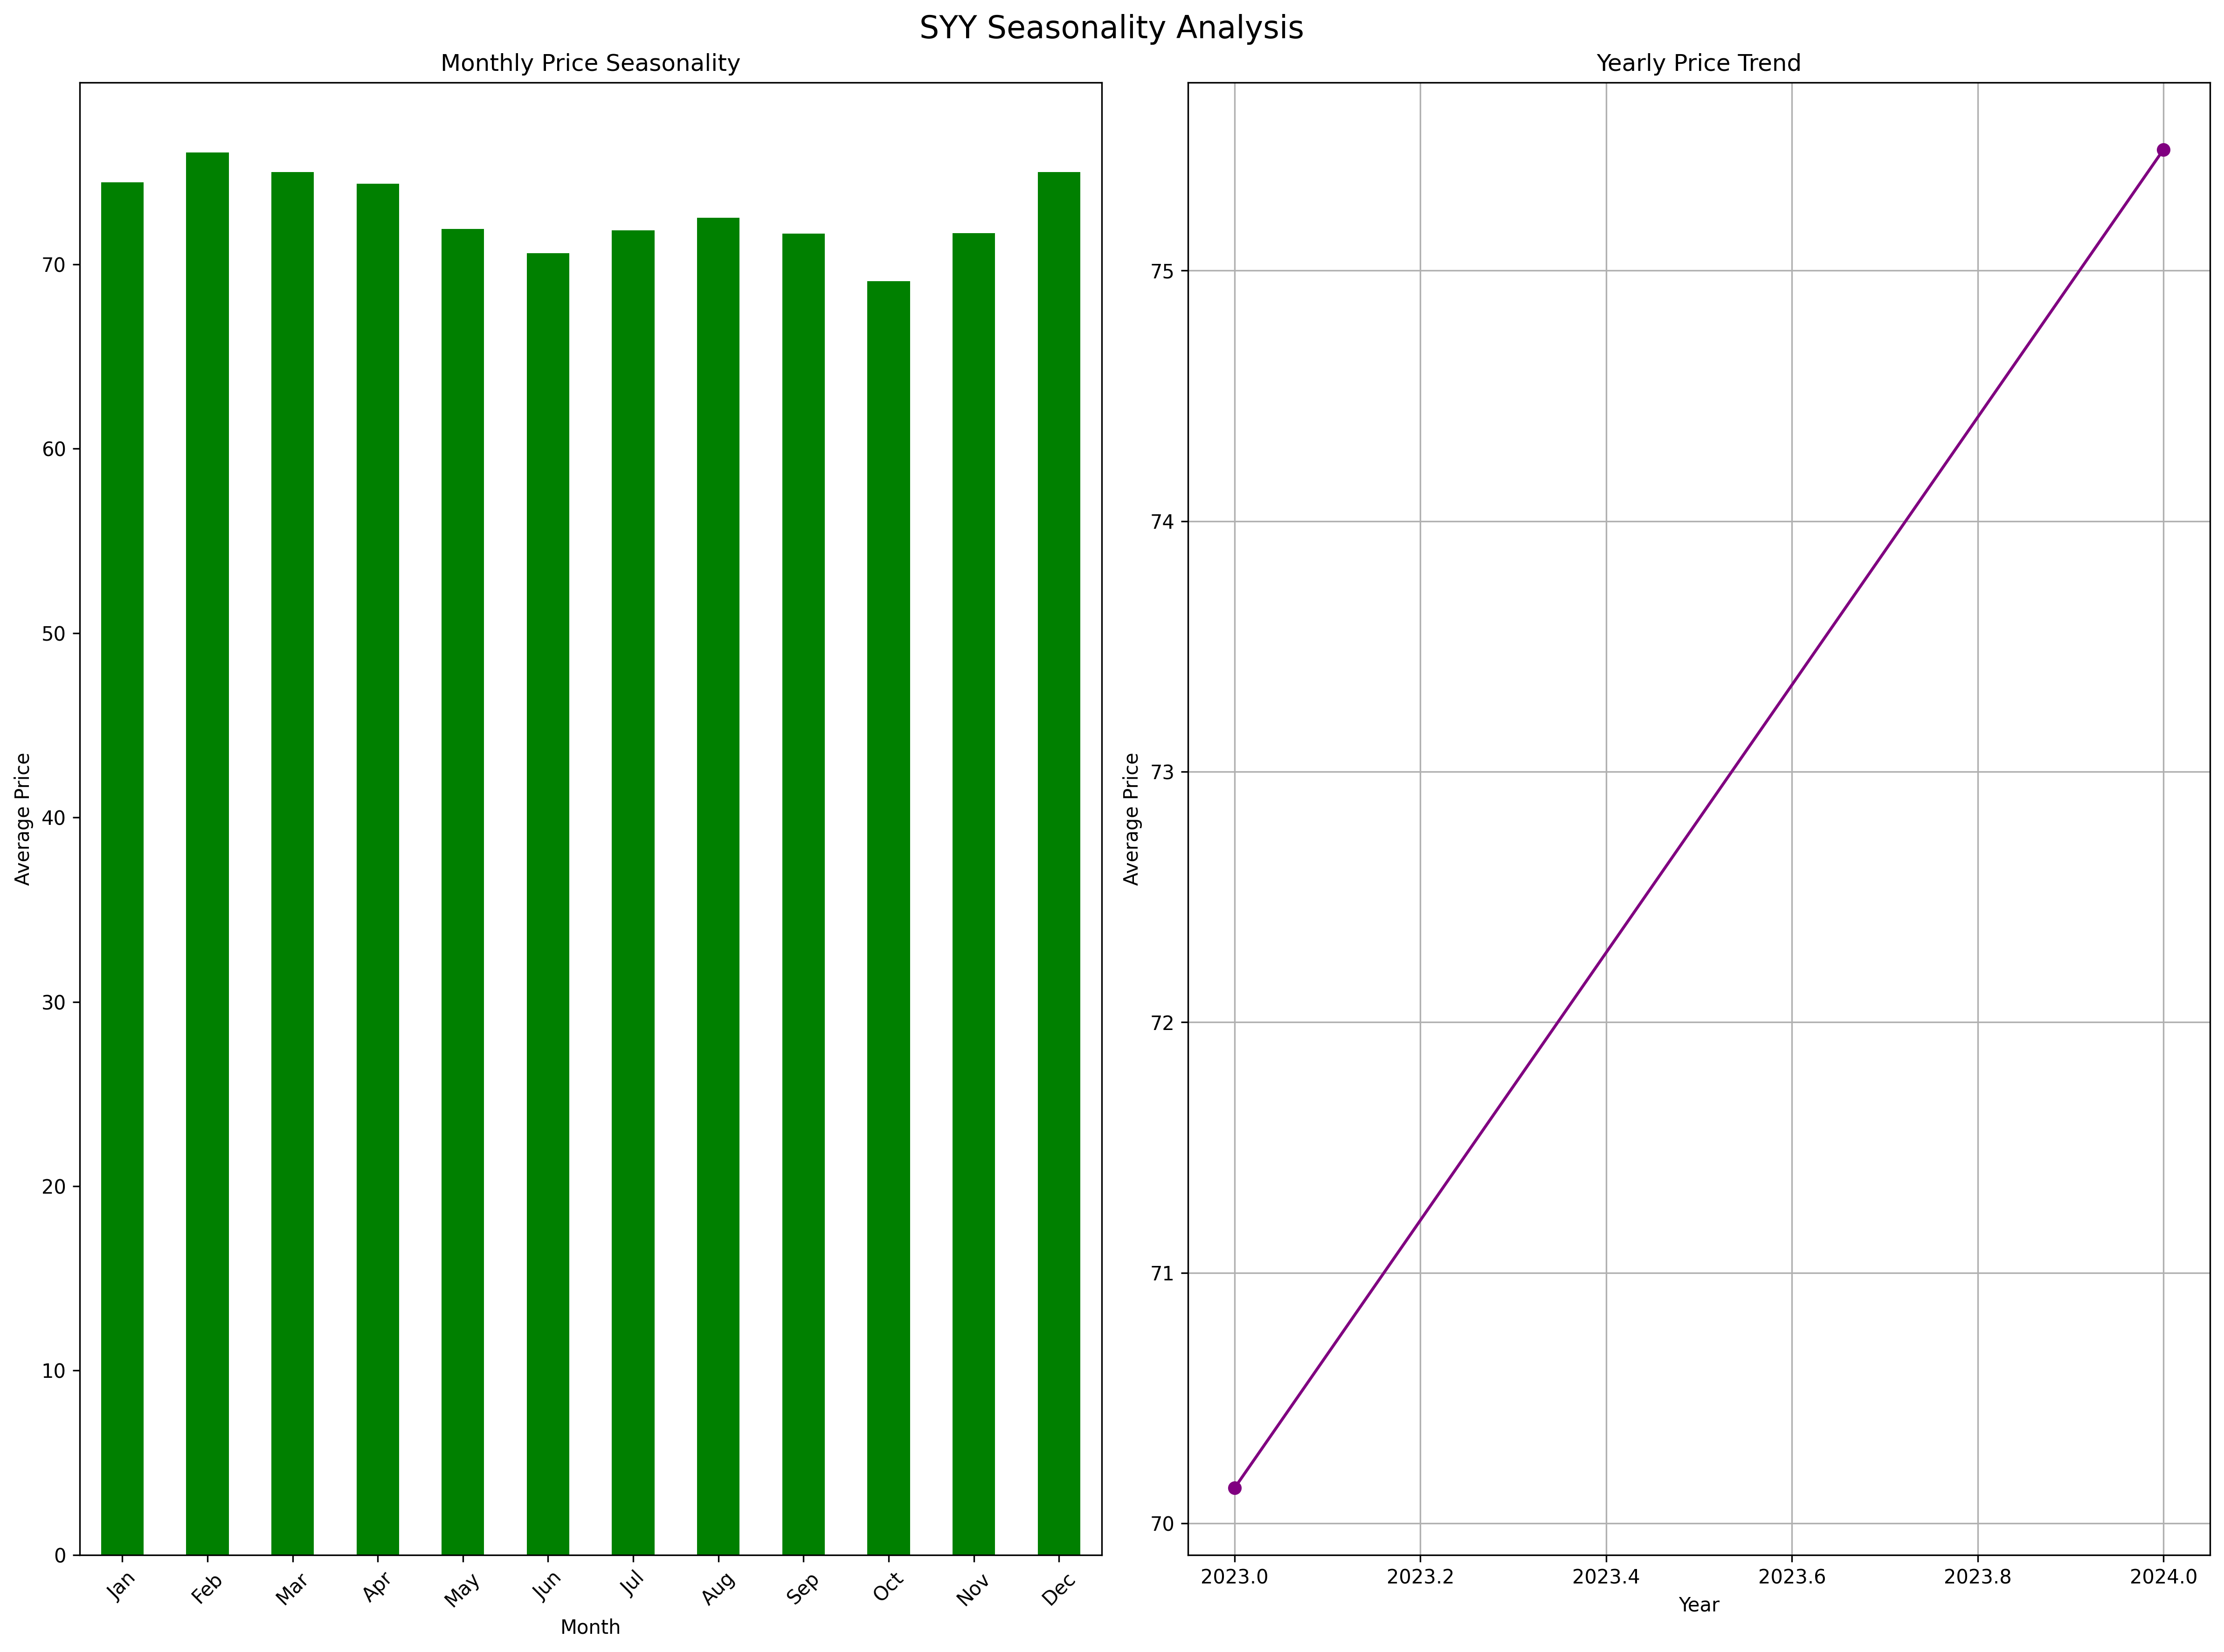 SYY Seasonality Analysis
Monthly Price Seasonality
Average Price
70
60
50
40
30
20
10
0
Jan Feb Mar Apr May Jun Jul Aug Sep Oct Nov Dec
Month
Yearly Price Trend
Average Price
75
74
73
72
71
70
2023.0 2023.2 2023.4 2023.6 2023.8 2024.0
Year